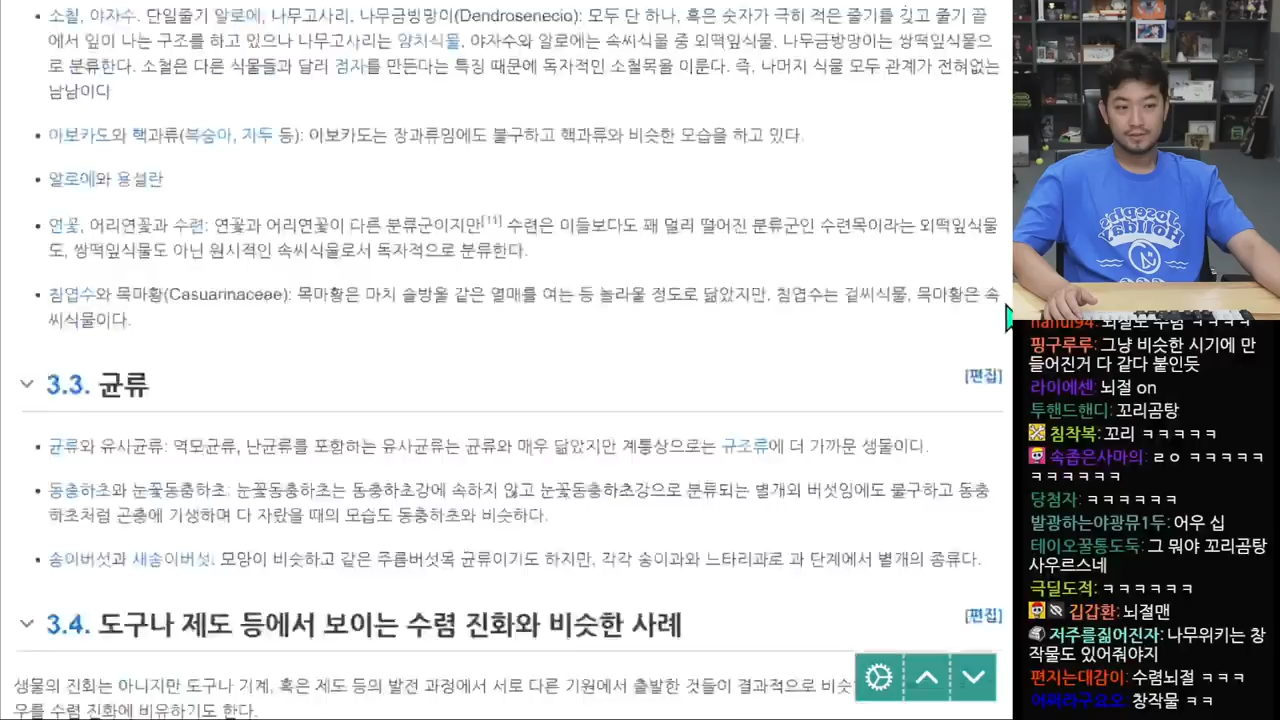 소철, 야자수. 단일줄기 알로에, 나무고사리, 나무금방망이(Dendrosenecio): 모두 단 하나, 혹은 숫자가 극히 적은 줄기를 갖고 줄기 끝
에서 잎이 나는 구조를 하고 있으나 나무고사리는 양치식물, 야자수와 알로에는 속씨식물 중 외떡잎식물, 나무금방망이는 쌍떡잎식물으
로 분류한다. 소철은 다른 식물들과 달리 정자를 만든다는 특징 때문에 독자적인 소철목을 이룬다. 즉, 나머지 식물 모두 관계가 전혀없는
남남이다
아보카도와 핵과류(복숭아, 자두 등): 아보카도는 장과류임에도 불구하고 핵과류와 비슷한 모습을 하고 있다.
알로에와 용설란
연꽃, 어리연꽃과 수련: 연꽃과 어리연꽃이 다른 분류군이지만[11] 수련은 이들보다도 꽤 멀리 떨어진 분류군인 수련목이라는 외떡잎식물
도, 쌍떡잎식물도 아닌 원시적인 속씨식물로서 독자적으로 분류한다.
침엽수와 목마황(Casuarinaceae): 목마황은 마치 솔방울 같은 열매를 여는 등 놀라울 정도로 닮았지만, 침엽수는 겉씨식물, 목마황은 속
씨식물이다.
3.3. 균류
[편집]
균류와 유사균류: 역모균류, 난균류를 포함하는 유사균류는 균류와 매우 닮았지만 계통상으로는 규조류에 더 가까운 생물이다.
동충하초와 눈꽃동충하초: 눈꽃동충하초는 동충하초강에 속하지 않고 눈꽃동충하초강으로 분류되는 별개의 버섯임에도 불구하고 동충
하초처럼 곤충에 기생하며 다 자랐을 때의 모습도 동충하초와 비슷하다.
송이버섯과 새송이버섯. 모양이 비슷하고 같은 주름버섯목 균류이기도 하지만, 각각 송이과와 느타리과로 과 단계에서 별개의 종류다.
3.4. 도구나 제도 등에서 보이는 수렴 진화와 비슷한 사례
[편집]
생물의 진화는 아니지만 도구나 기계, 혹은 제도 등의 발전 과정에서 서로 다른 기원에서 출발한 것들이 결과적으로 비슷
우를 수렴 진화에 비유하기도 한다.
Joseph's
Holiday
뇌절로 수렴 ㅋㅋㅋㅋ
핑구루루: 그냥 비슷한 시기에 만
들어진거 다 같다 붙인듯
라이에센: 뇌절 on
투핸드핸디: 꼬리곰탕
침착복: 꼬리 ㅋㅋㅋㅋㅋ
속좁은사마의: ㄹㅇ ㅋㅋㅋㅋㅋ
ㅋㅋㅋㅋㅋㅋㅋ
당첨자: ㅋㅋㅋㅋㅋㅋ
발광하는야광뮤1두: 어우 십
테이오꿀통도둑: 그 뭐야 꼬리곰탕
사우르스네
극딜도적: ㅋㅋㅋㅋㅋㅋ
김갑환: 뇌절맨
저주를짊어진자: 나무위키는 창
작물도 있어줘야지
편지는대감이: 수렴뇌절 ㅋㅋㅋ
창작물 ㅋㅋ